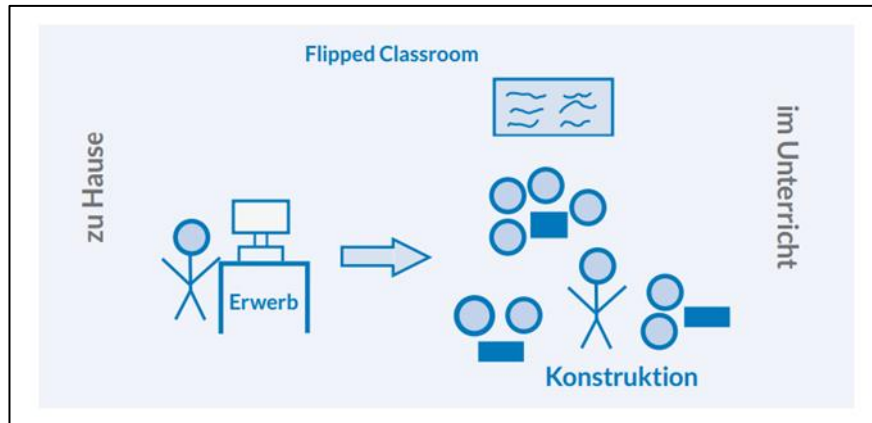 Flipped Classroom
zu Hause
im Unterricht
Erwerb
Konstruktion